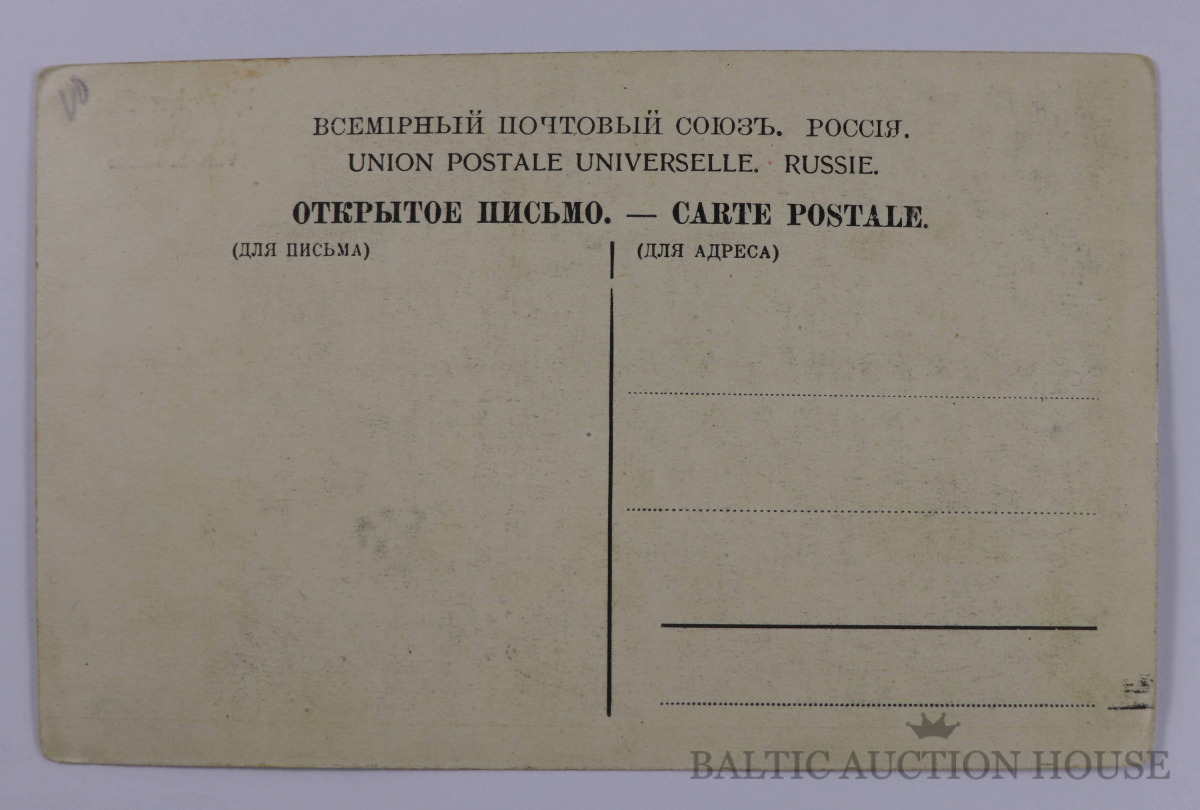 ВСЕМІРНЫЙ ПОЧТОВЫЙ СОЮЗЪ. РОССІЯ.
UNION POSTALE UNIVERSELLE. RUSSIE.
ОТКРЫТОЕ ПИСЬМО. — CARTE POSTALE.
(ДЛЯ ПИСЬМА)
(ДЛЯ АДРЕСА)
BALTIC AUCTION HOUSE